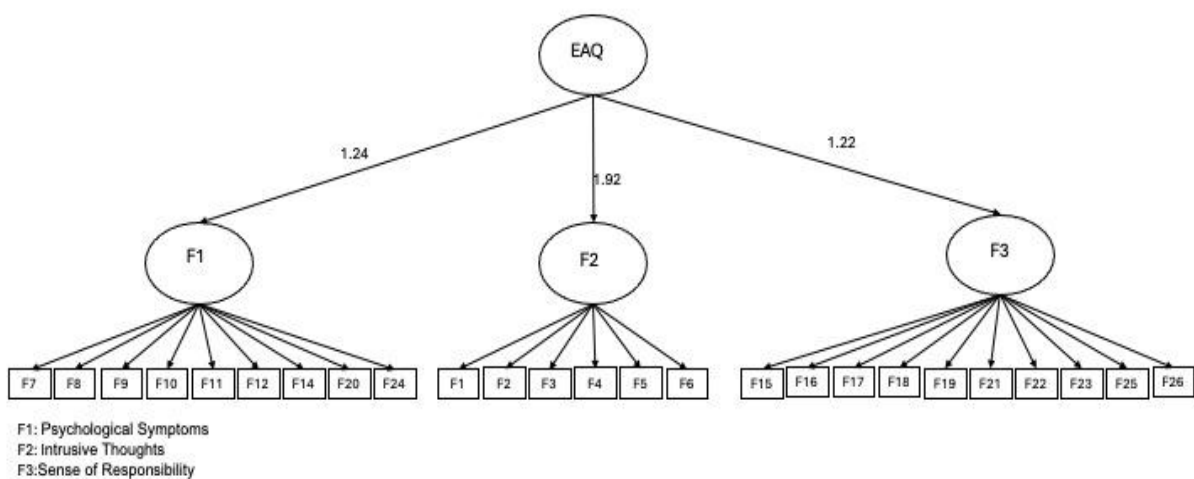 EAQ
1.24
1.92
1.22
F1
F2
F3
F7 F8 F9 F10 F11 F12 F14 F20 F24 F1 F2 F3 F4 F5 F6 F15 F16 F17 F18 F19 F21 F22 F23 F25 F26
F1: Psychological Symptoms
F2: Intrusive Thoughts
F3:Sense of Responsibility